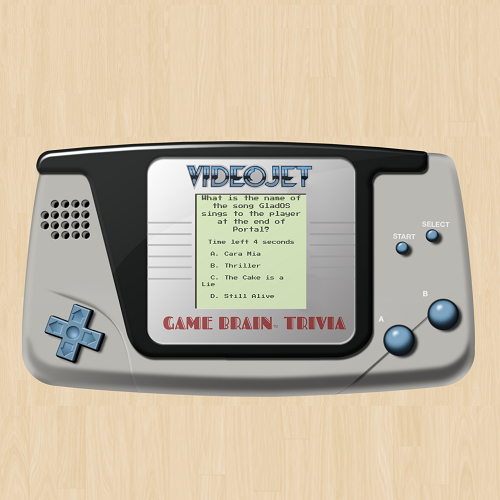 VIDEOJET
What is the name of
the song GladOS
sings to the player
at the end of
Portal?
Time left 4 seconds
A. Cara Mia
B. Thriller
C. The Cake is a
Lie
D. Still Alive
GAME BRAIN™ TRIVIA
START
SELECT
A
B